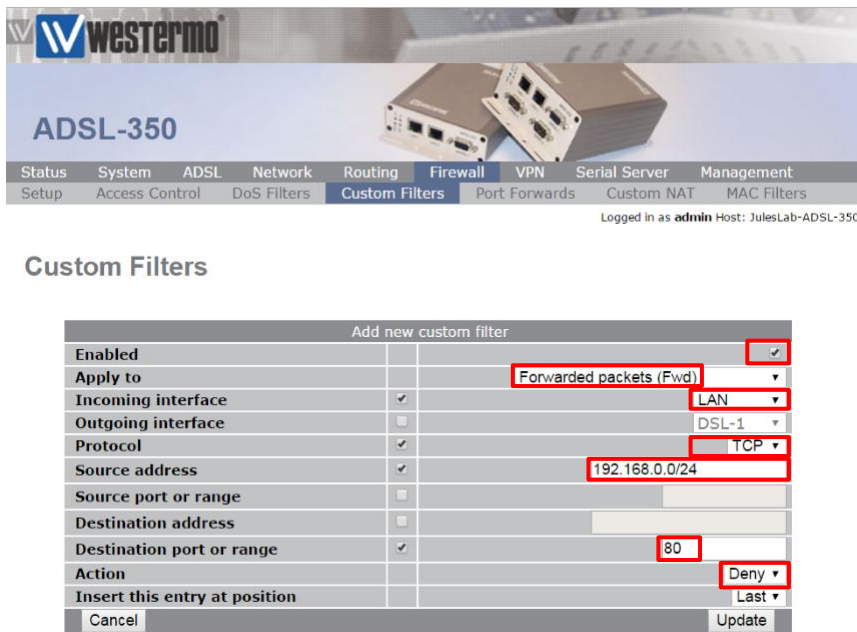 westermo
ADSL-350
Status System ADSL Network Routing Firewall VPN Serial Server Management
Setup Access Control DoS Filters Custom Filters Port Forwards Custom NAT MAC Filters
Logged in as admin Host: JulesLab-ADSL-350
Custom Filters
Add new custom filter
Enabled
Apply to Forwarded packets (Fwd)
Incoming interface LAN
Outgoing interface DSL-1
Protocol TCP
Source address 192.168.0.0/24
Source port or range
Destination address
Destination port or range 80
Action Deny
Insert this entry at position Last
Cancel Update